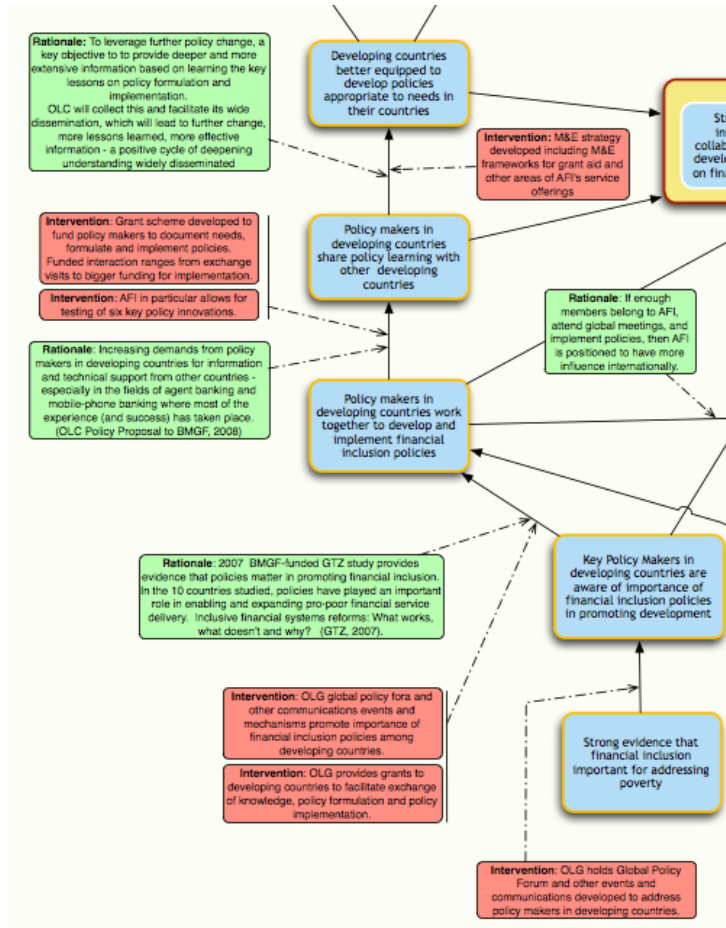 Rationale: To leverage further policy change, a
key objective to to provide deeper and more
extensive information based on learning the key
lessons on policy formulation and
implementation.
OLC will collect this and facilitate its wide
dissemination, which will lead to further change,
more lessons learned, more effective
information - a positive cycle of deepening
understanding widely disseminated
Developing countries
better equipped to
develop policies
appropriate to needs in
their countries
Intervention: M&E strategy
developed including M&E
frameworks for grant aid and
other areas of AFI's service
offerings
Str
in
collab
devel
on fina
Intervention: Grant scheme developed to
fund policy makers to document needs,
formulate and implement policies.
Funded interaction ranges from exchange
visits to bigger funding for implementation.
Intervention: AFI in particular allows for
testing of six key policy innovations.
Policy makers in
developing countries
share policy learning with
other developing
countries
Rationale: If enough
members belong to AFI,
attend global meetings, and
implement policies, then AFI
is positioned to have more
influence internationally.
Rationale: Increasing demands from policy
makers in developing countries for information
and technical support from other countries -
especially in the fields of agent banking and
mobile-phone banking where most of the
experience (and success) has taken place.
(OLC Policy Proposal to BMGF, 2008)
Policy makers in
developing countries work
together to develop and
implement financial
inclusion policies
Rationale: 2007 BMGF-funded GTZ study provides
evidence that policies matter in promoting financial inclusion.
In the 10 countries studied, policies have played an important
role in enabling and expanding pro-poor financial service
delivery. Inclusive financial systems reforms: What works,
what doesn't and why? (GTZ, 2007).
Key Policy Makers in
developing countries are
aware of importance of
financial inclusion policies
in promoting development
Intervention: OLG global policy fora and
other communications events and
mechanisms promote importance of
financial inclusion policies among
developing countries.
Intervention: OLG provides grants to
developing countries to facilitate exchange
of knowledge, policy formulation and policy
implementation.
Strong evidence that
financial inclusion
important for addressing
poverty
Intervention: OLG holds Global Policy
Forum and other events and
communications developed to address
policy makers in developing countries.